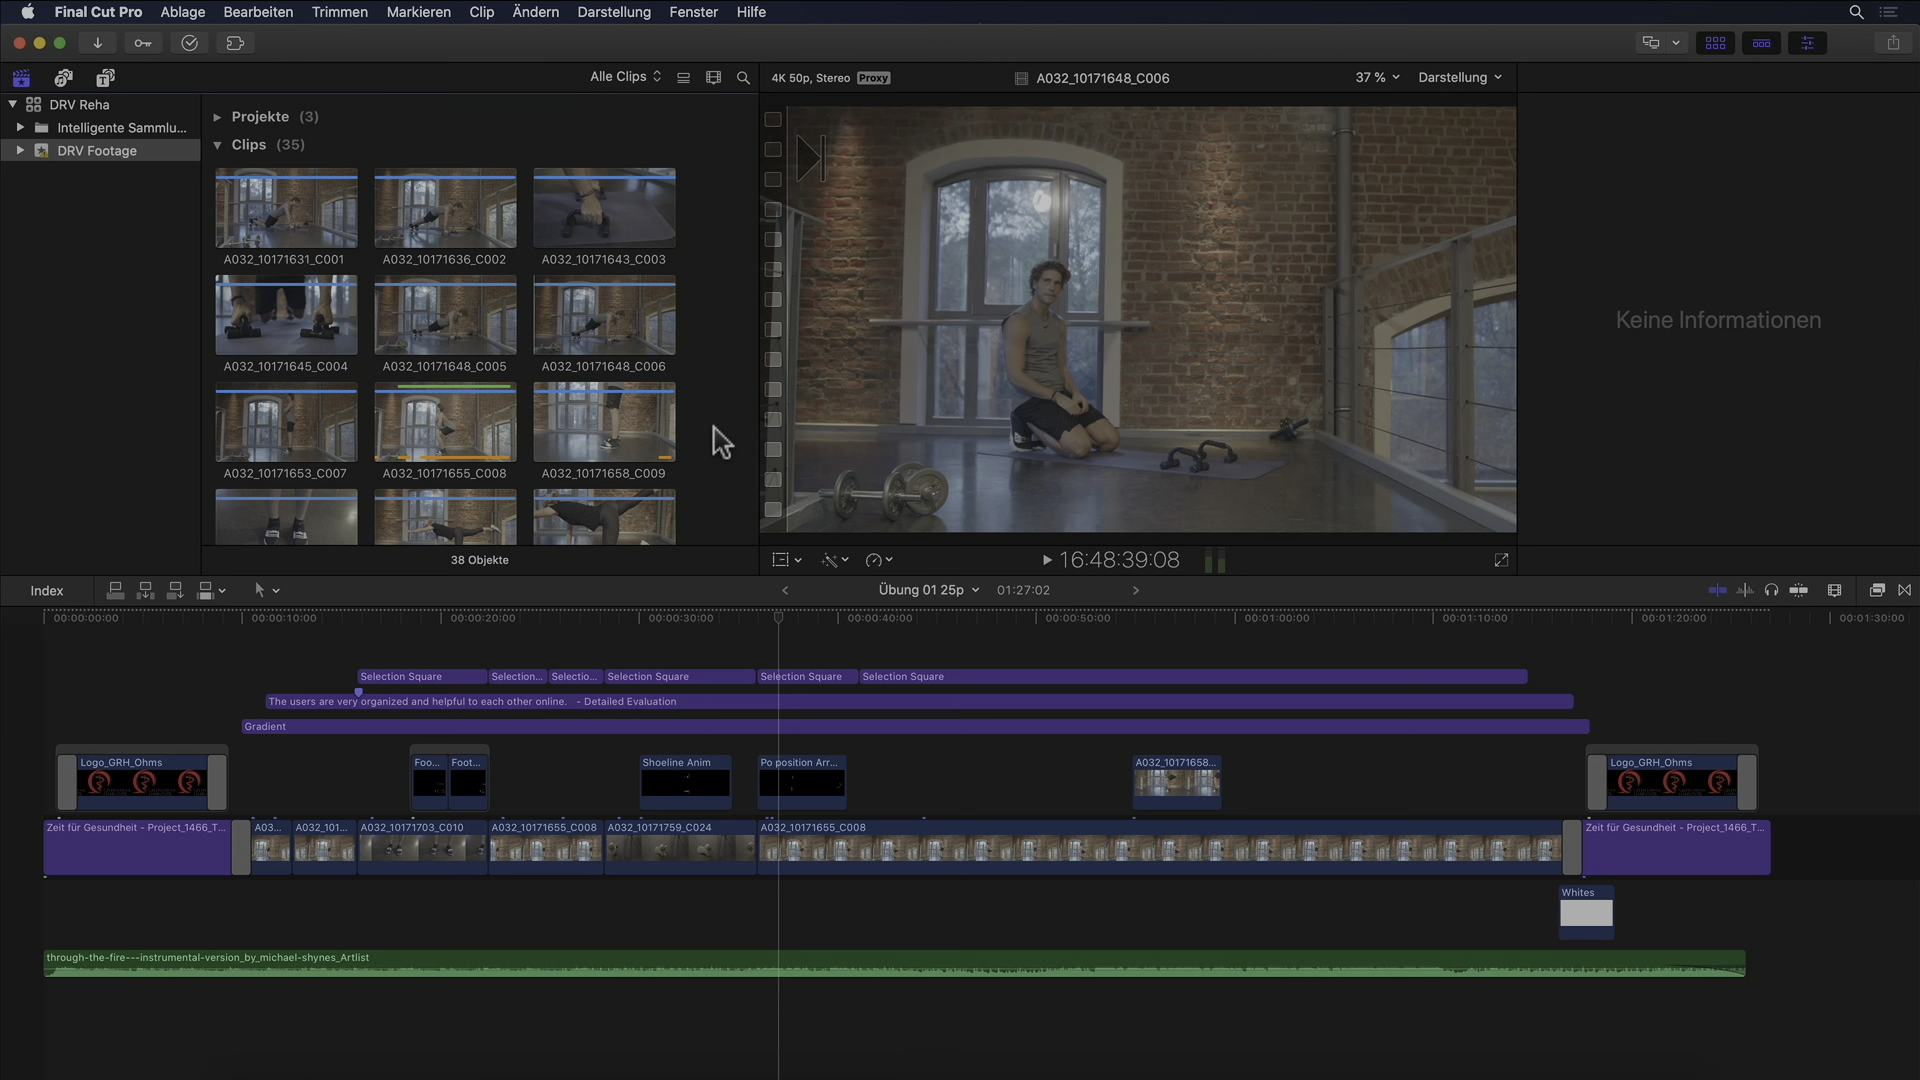 Final Cut Pro Ablage Bearbeiten Trimmen Markieren Clip Ändern Darstellung Fenster Hilfe
Alle Clips
4K 50p, Stereo Proxy
A032_10171648_C006
37 %
Darstellung
DRV Reha
Intelligente Sammlu...
DRV Footage
Projekte (3)
Clips (35)
A032_10171631_C001
A032_10171636_C002
A032_10171643_C003
A032_10171645_C004
A032_10171648_C005
A032_10171648_C006
A032_10171653_C007
A032_10171655_C008
A032_10171658_C009
38 Objekte
Keine Informationen
16:48:39:08
Index
Übung 01 25p
01:27:02
00:00:00:00
00:00:10:00
00:00:20:00
00:00:30:00
00:00:40:00
00:00:50:00
00:01:00:00
00:01:10:00
00:01:20:00
00:01:30:00
Selection Square
Selection...
Selectio...
Selection Square
Selection Square
Selection Square
The users are very organized and helpful to each other online. - Detailed Evaluation
Gradient
Logo_GRH_Ohms
Foo...
Foot...
Shoeline Anim
Po position Arr...
A032_10171658...
Logo_GRH_Ohms
Zeit für Gesundheit - Project_1466_T...
A03...
A032_101...
A032_10171703_C010
A032_10171655_C008
A032_10171759_C024
A032_10171655_C008
Zeit für Gesundheit - Project_1466_T...
Whites
through-the-fire---instrumental-version_by_michael-shynes_Artlist